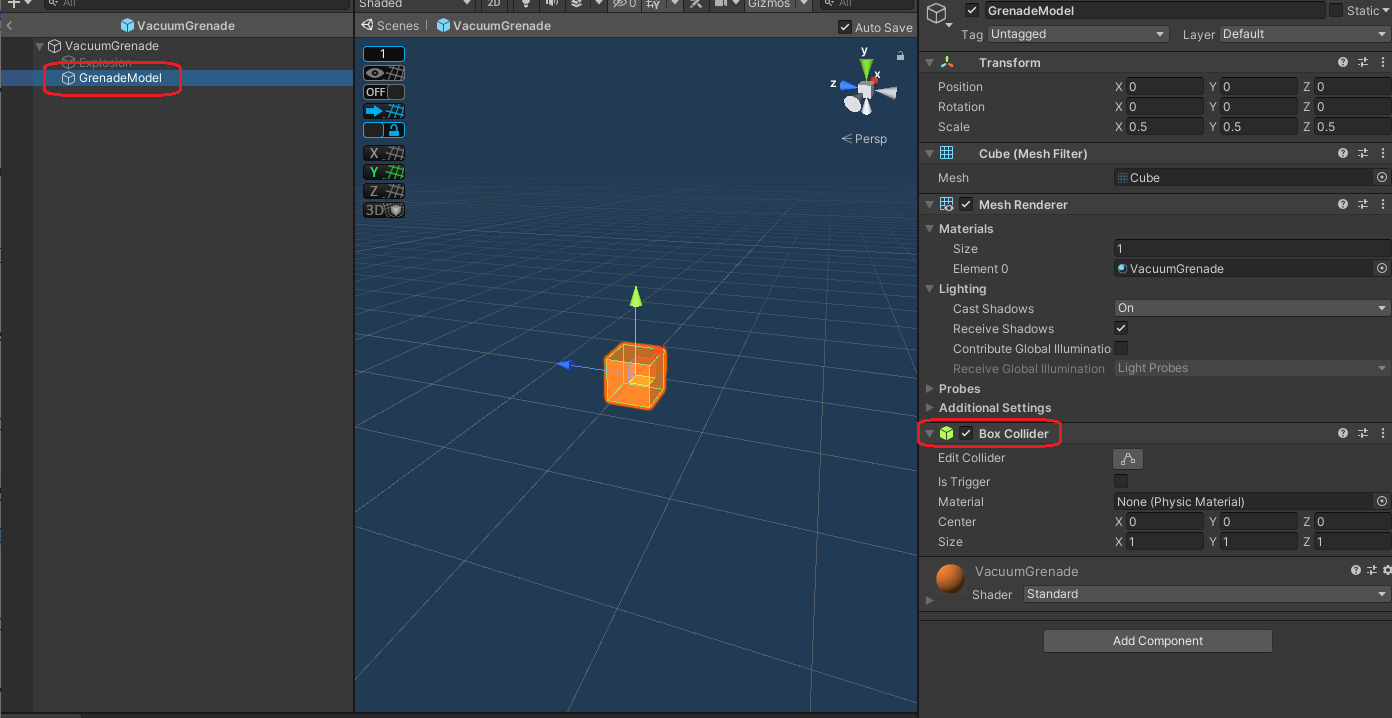 All
VacuumGrenade
VacuumGrenade
Explosion
GrenadeModel
Shaded
2D
0
Gizmos
All
Scenes
VacuumGrenade
Auto Save
1
OFF
X
Y
Z
3D
y
x
z
Persp
GrenadeModel
Static
Tag Untagged Layer Default
Transform
Position X 0 Y 0 Z 0
Rotation X 0 Y 0 Z 0
Scale X 0.5 Y 0.5 Z 0.5
Cube (Mesh Filter)
Mesh Cube
Mesh Renderer
Materials
Size 1
Element 0 VacuumGrenade
Lighting
Cast Shadows On
Receive Shadows
Contribute Global Illuminatio
Receive Global Illumination Light Probes
Probes
Additional Settings
Box Collider
Edit Collider
Is Trigger
Material None (Physic Material)
Center X 0 Y 0 Z 0
Size X 1 Y 1 Z 1
VacuumGrenade
Shader Standard
Add Component